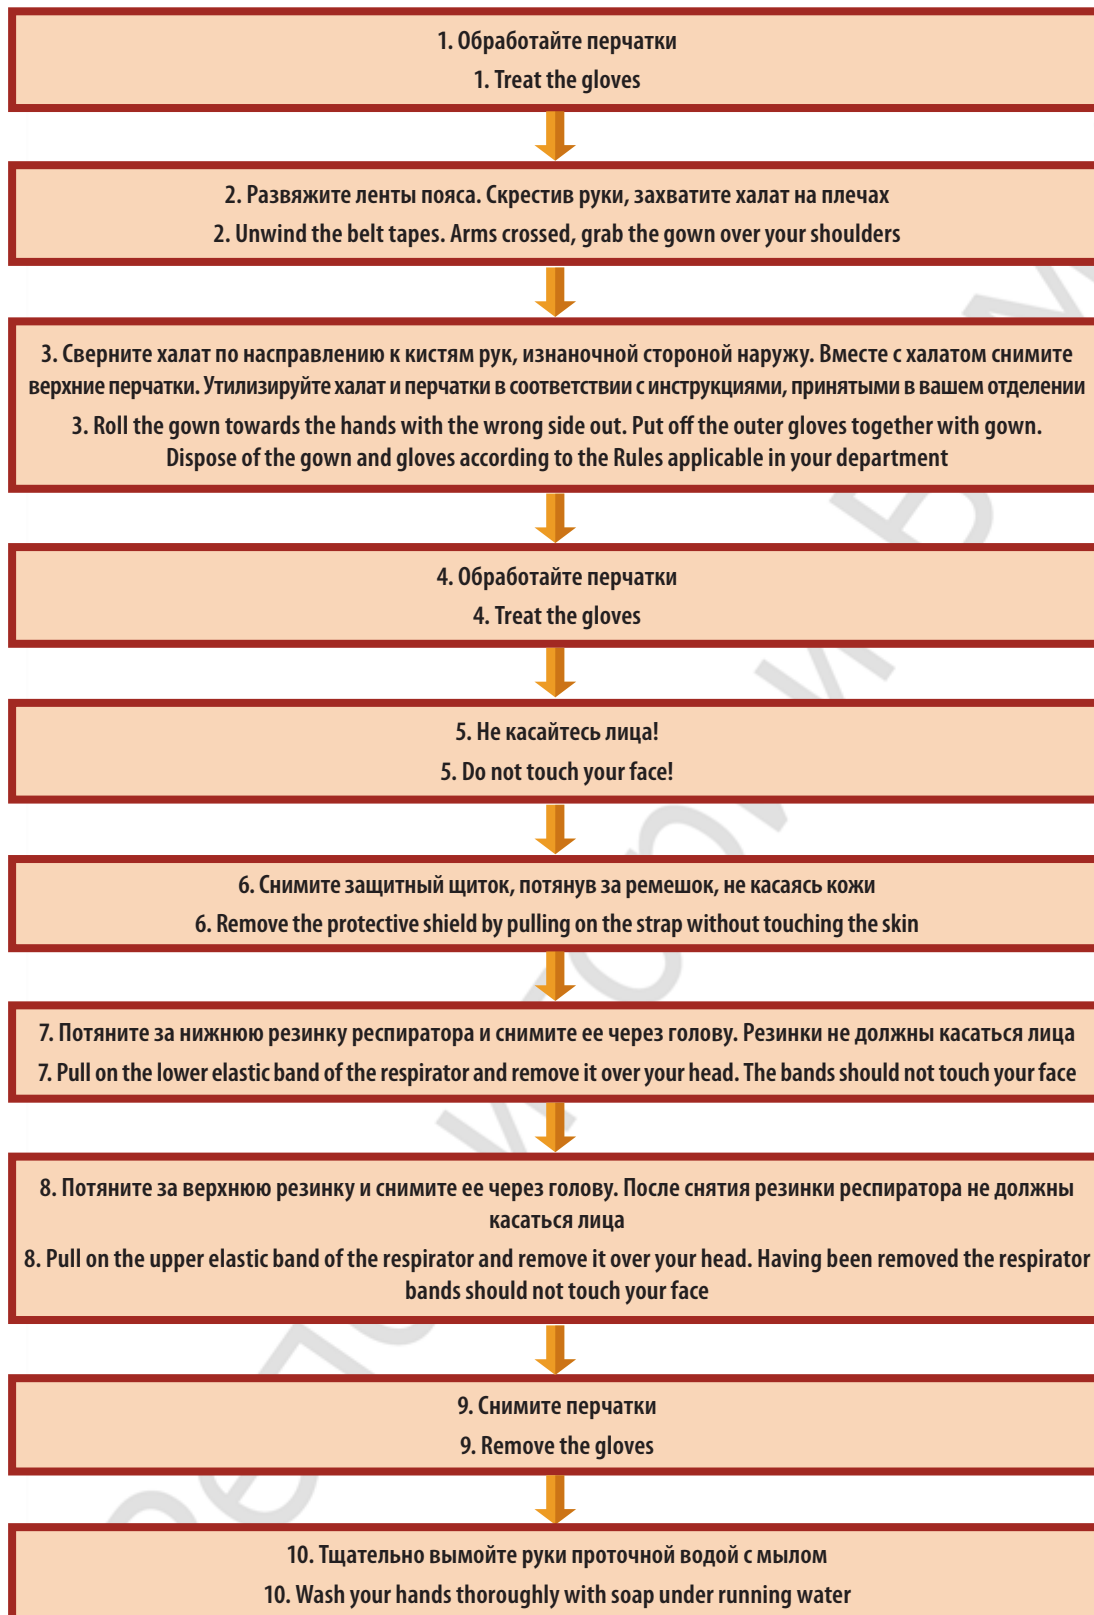 1. Обработайте перчатки
1. Treat the gloves
2. Развяжите ленты пояса. Скрестив руки, захватите халат на плечах
2. Unwind the belt tapes. Arms crossed, grab the gown over your shoulders
3. Сверните халат по насправлению к кистям рук, изнаночной стороной наружу. Вместе с халатом снимите
верхние перчатки. Утилизируйте халат и перчатки в соответствии с инструкциями, принятыми в вашем отделении
3. Roll the gown towards the hands with the wrong side out. Put off the outer gloves together with gown.
Dispose of the gown and gloves according to the Rules applicable in your department
4. Обработайте перчатки
4. Treat the gloves
5. Не касайтесь лица!
5. Do not touch your face!
6. Снимите защитный щиток, потянув за ремешок, не касаясь кожи
6. Remove the protective shield by pulling on the strap without touching the skin
7. Потяните за нижнюю резинку респиратора и снимите ее через голову. Резинки не должны касаться лица
7. Pull on the lower elastic band of the respirator and remove it over your head. The bands should not touch your face
8. Потяните за верхнюю резинку и снимите ее через голову. После снятия резинки респиратора не должны
касаться лица
8. Pull on the upper elastic band of the respirator and remove it over your head. Having been removed the respirator
bands should not touch your face
9. Снимите перчатки
9. Remove the gloves
10. Тщательно вымойте руки проточной водой с мылом
10. Wash your hands thoroughly with soap under running water